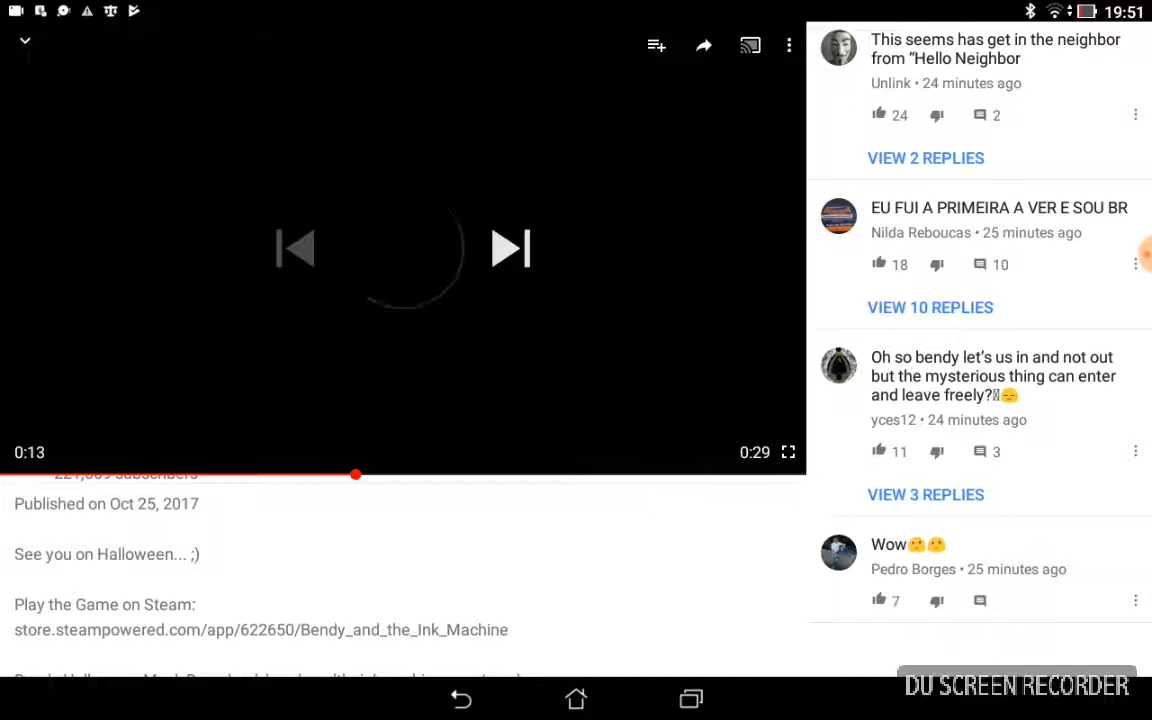 19:51
0:13
0:29
221,609 subscribers
Published on Oct 25, 2017
See you on Halloween... ;)
Play the Game on Steam:
store.steampowered.com/app/622650/Bendy_and_the_Ink_Machine
This seems has get in the neighbor
from “Hello Neighbor
Unlink • 24 minutes ago
24
2
VIEW 2 REPLIES
EU FUI A PRIMEIRA A VER E SOU BR
Nilda Reboucas • 25 minutes ago
18
10
VIEW 10 REPLIES
Oh so bendy let’s us in and not out
but the mysterious thing can enter
and leave freely?😑
yces12 • 24 minutes ago
11
3
VIEW 3 REPLIES
Wow😯😯
Pedro Borges • 25 minutes ago
7
DU SCREEN RECORDER